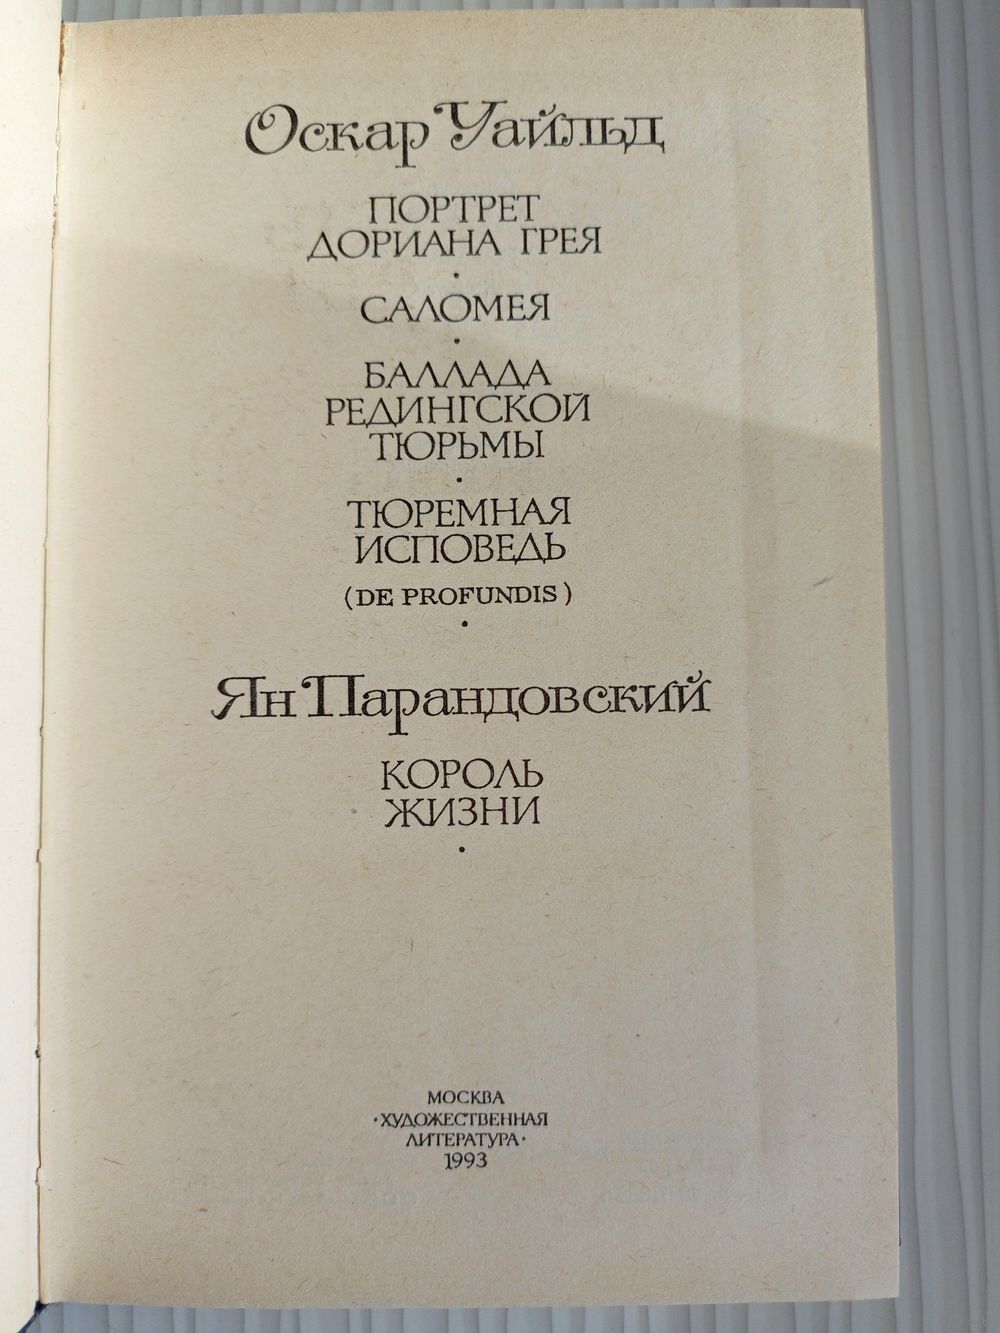 Оскар Уайльд
ПОРТРЕТ
ДОРИАНА ГРЕЯ
•
САЛОМЕЯ
•
БАЛЛАДА
РЕДИНГСКОЙ
ТЮРЬМЫ
•
ТЮРЕМНАЯ
ИСПОВЕДЬ
(DE PROFUNDIS)
•
Ян Парандовский
КОРОЛЬ
ЖИЗНИ
•
МОСКВА
•ХУДОЖЕСТВЕННАЯ
ЛИТЕРАТУРА•
1993